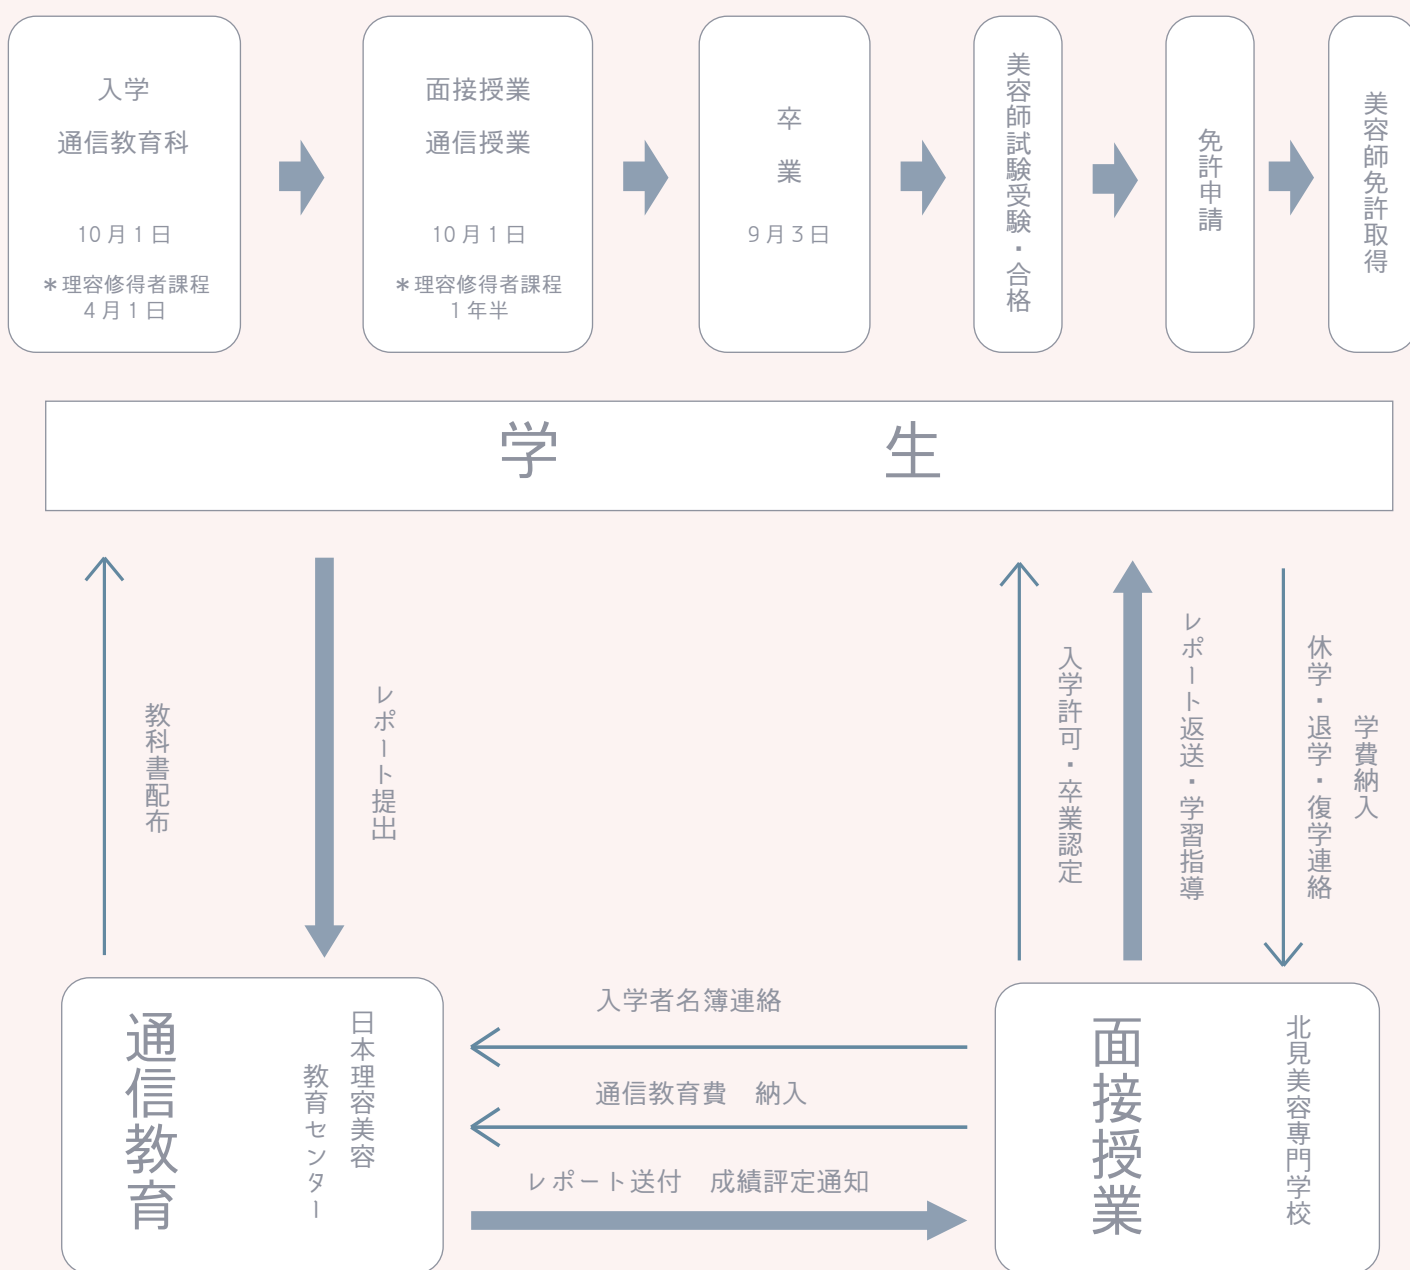 入学
通信教育科
10月1日
＊理容修得者課程
4月1日
面接授業
通信授業
10月1日
＊理容修得者課程
1年半
卒
業
9月3日
美容師試験受験・合格
免許申請
美容師免許取得
学　生
教科書配布
レポート提出
入学許可・卒業認定
レポート返送・学習指導
学費納入
休学・退学・復学連絡
通信教育
日本理容美容
教育センター
入学者名簿連絡
通信教育費　納入
レポート送付　成績評定通知
面接授業
北見美容専門学校